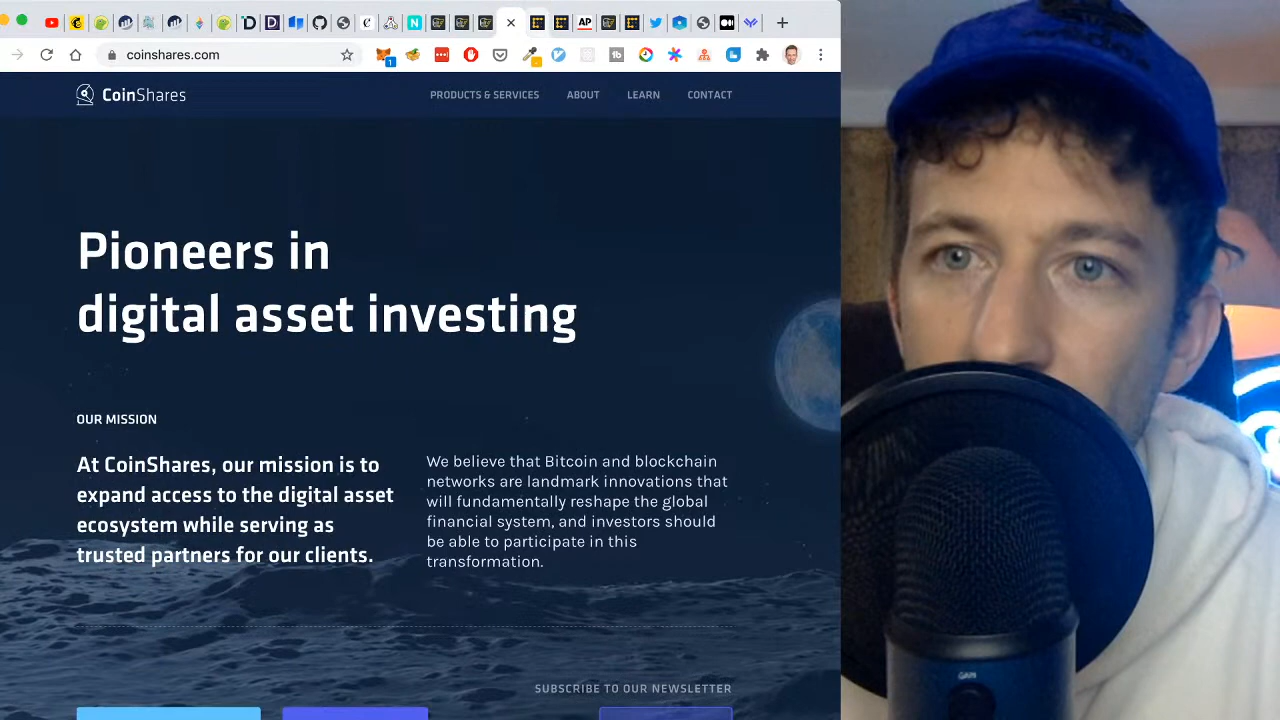 coinshares.com
CoinShares
PRODUCTS & SERVICES ABOUT LEARN CONTACT
Pioneers in
digital asset investing
OUR MISSION
At CoinShares, our mission is to
expand access to the digital asset
ecosystem while serving as
trusted partners for our clients.
We believe that Bitcoin and blockchain
networks are landmark innovations that
will fundamentally reshape the global
financial system, and investors should
be able to participate in this
transformation.
SUBSCRIBE TO OUR NEWSLETTER
GAIN